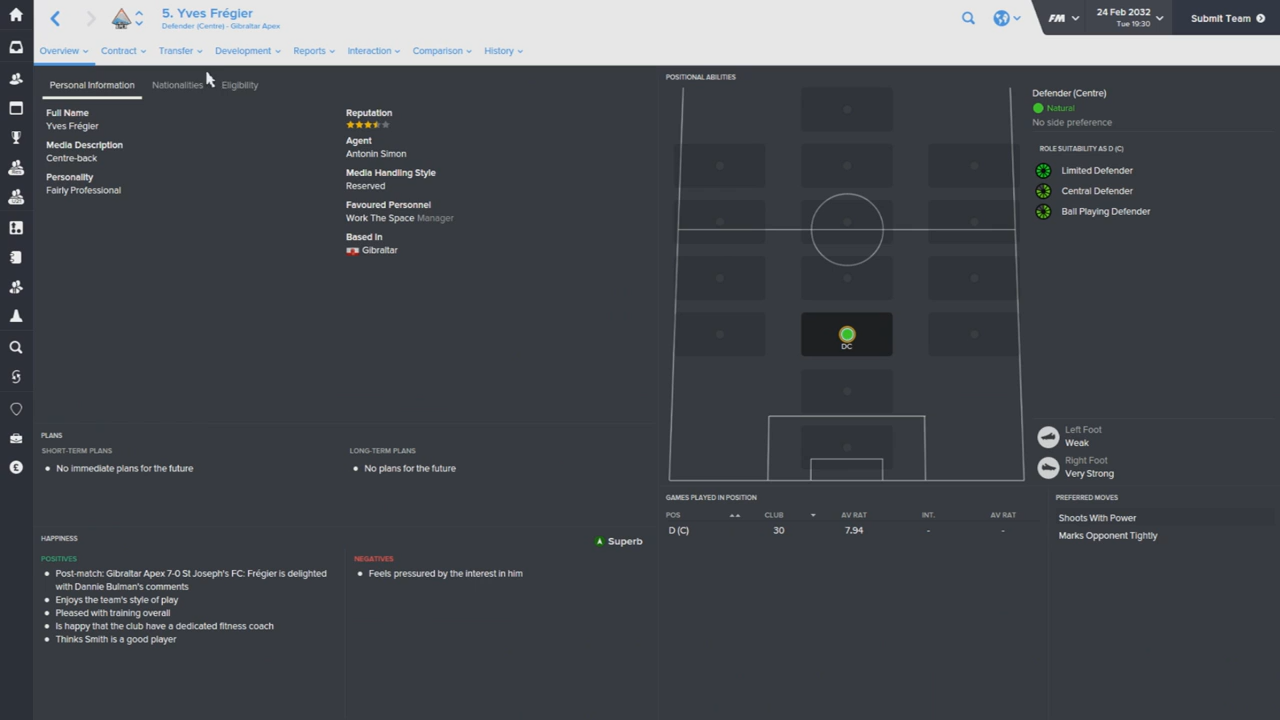 5. Yves Frégier
Defender (Centre) - Gibraltar Apex
FM
24 Feb 2032
Tue 19:30
Submit Team
Overview
Contract
Transfer
Development
Reports
Interaction
Comparison
History
Personal Information
Nationalities
Eligibility
Full Name
Yves Frégier
Media Description
Centre-back
Personality
Fairly Professional
Reputation
Agent
Antonin Simon
Media Handling Style
Reserved
Favoured Personnel
Work The Space Manager
Based In
Gibraltar
POSITIONAL ABILITIES
DC
Defender (Centre)
Natural
No side preference
ROLE SUITABILITY AS D (C)
Limited Defender
Central Defender
Ball Playing Defender
Left Foot
Weak
Right Foot
Very Strong
PLANS
SHORT-TERM PLANS
No immediate plans for the future
LONG-TERM PLANS
No plans for the future
HAPPINESS
Superb
POSITIVES
Post-match: Gibraltar Apex 7-0 St Joseph's FC: Frégier is delighted
with Dannie Bulman's comments
Enjoys the team's style of play
Pleased with training overall
Is happy that the club have a dedicated fitness coach
Thinks Smith is a good player
NEGATIVES
Feels pressured by the interest in him
GAMES PLAYED IN POSITION
POS CLUB AV RAT INT. AV RAT
D (C) 30 7.94 - -
PREFERRED MOVES
Shoots With Power
Marks Opponent Tightly